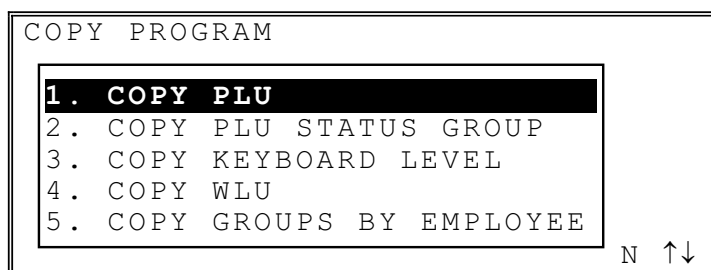 COPY PROGRAM
1. COPY PLU
2. COPY PLU STATUS GROUP
3. COPY KEYBOARD LEVEL
4. COPY WLU
5. COPY GROUPS BY EMPLOYEE
N ↑↓